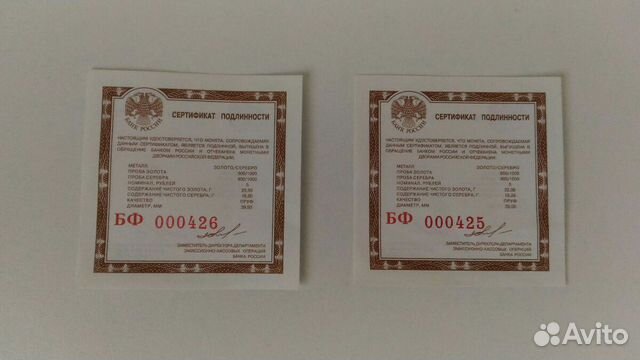 БАНК РОССИИ
СЕРТИФИКАТ ПОДЛИННОСТИ
НАСТОЯЩИМ УДОСТОВЕРЯЕТСЯ, ЧТО МОНЕТА, СОПРОВОЖДАЕМАЯ
ДАННЫМ СЕРТИФИКАТОМ, ЯВЛЯЕТСЯ ПОДЛИННОЙ, ВЫПУЩЕНА В
ОБРАЩЕНИЕ БАНКОМ РОССИИ И ОТЧЕКАНЕНА МОНЕТНЫМИ
ДВОРАМИ РОССИЙСКОЙ ФЕДЕРАЦИИ.
МЕТАЛЛ ЗОЛОТО/СЕРЕБРО
ПРОБА ЗОЛОТА 900/1000
ПРОБА СЕРЕБРА 900/1000
НОМИНАЛ, РУБЛЕЙ 5
СОДЕРЖАНИЕ ЧИСТОГО ЗОЛОТА, Г
СОДЕРЖАНИЕ ЧИСТОГО СЕРЕБРА, Г
КАЧЕСТВО ПРУФ
ДИАМЕТР, ММ
БФ 000426
ЗАМЕСТИТЕЛЬ ДИРЕКТОРА ДЕПАРТАМЕНТА
ЭМИССИОННО-КАССОВЫХ ОПЕРАЦИЙ
БАНКА РОССИИ
БАНК РОССИИ
СЕРТИФИКАТ ПОДЛИННОСТИ
НАСТОЯЩИМ УДОСТОВЕРЯЕТСЯ, ЧТО МОНЕТА, СОПРОВОЖДАЕМАЯ
ДАННЫМ СЕРТИФИКАТОМ, ЯВЛЯЕТСЯ ПОДЛИННОЙ, ВЫПУЩЕНА В
ОБРАЩЕНИЕ БАНКОМ РОССИИ И ОТЧЕКАНЕНА МОНЕТНЫМИ
ДВОРАМИ РОССИЙСКОЙ ФЕДЕРАЦИИ.
МЕТАЛЛ ЗОЛОТО/СЕРЕБРО
ПРОБА ЗОЛОТА 900/1000
ПРОБА СЕРЕБРА 900/1000
НОМИНАЛ, РУБЛЕЙ 5
СОДЕРЖАНИЕ ЧИСТОГО ЗОЛОТА, Г
СОДЕРЖАНИЕ ЧИСТОГО СЕРЕБРА, Г
КАЧЕСТВО ПРУФ
ДИАМЕТР, ММ
БФ 000425
ЗАМЕСТИТЕЛЬ ДИРЕКТОРА ДЕПАРТАМЕНТА
ЭМИССИОННО-КАССОВЫХ ОПЕРАЦИЙ
БАНКА РОССИИ
Avito